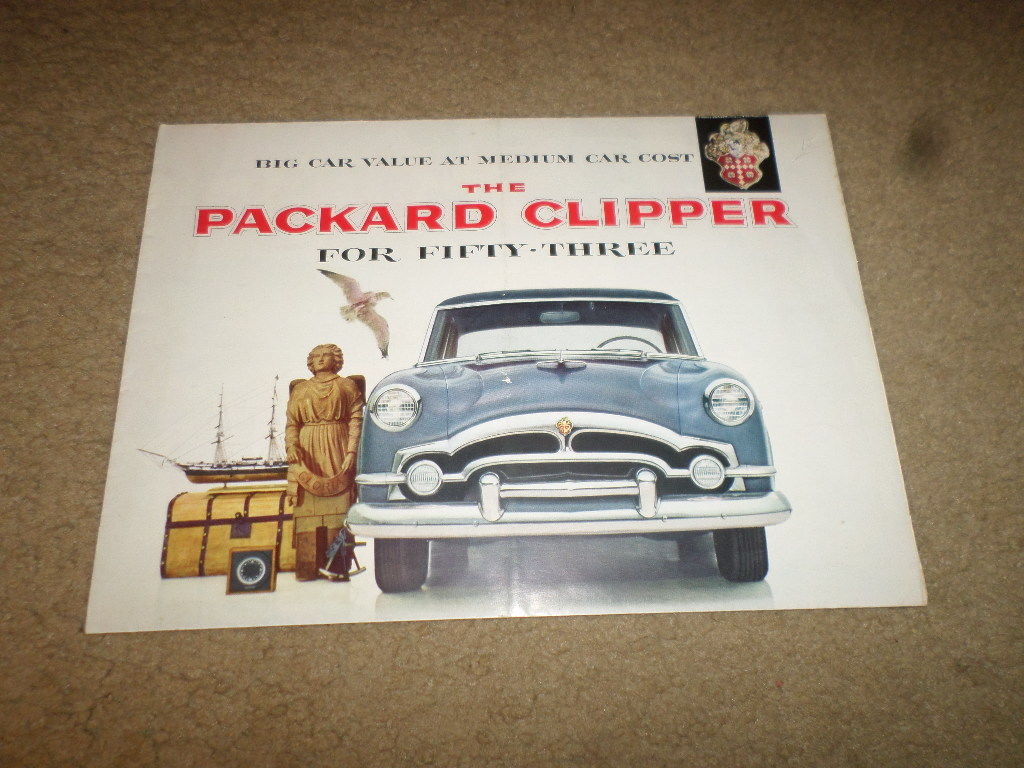 BIG CAR VALUE AT MEDIUM CAR COST
THE
PACKARD CLIPPER
FOR FIFTY-THREE